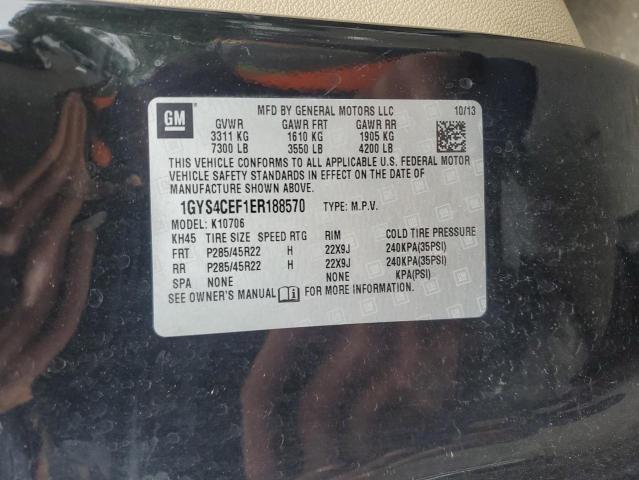 GM
MFD BY GENERAL MOTORS LLC 10/13
GVWR GAWR FRT GAWR RR
3311 KG 1610 KG 1905 KG
7300 LB 3550 LB 4200 LB
THIS VEHICLE CONFORMS TO ALL APPLICABLE U.S. FEDERAL MOTOR
VEHICLE SAFETY STANDARDS IN EFFECT ON THE DATE OF
MANUFACTURE SHOWN ABOVE.
1GYS4CEF1ER188570 TYPE: M.P.V.
MODEL: K10706
KH45 TIRE SIZE SPEED RTG RIM COLD TIRE PRESSURE
FRT P285/45R22 H 22X9J 240KPA(35PSI)
RR P285/45R22 H 22X9J 240KPA(35PSI)
SPA NONE NONE KPA(PSI)
SEE OWNER'S MANUAL FOR MORE INFORMATION.